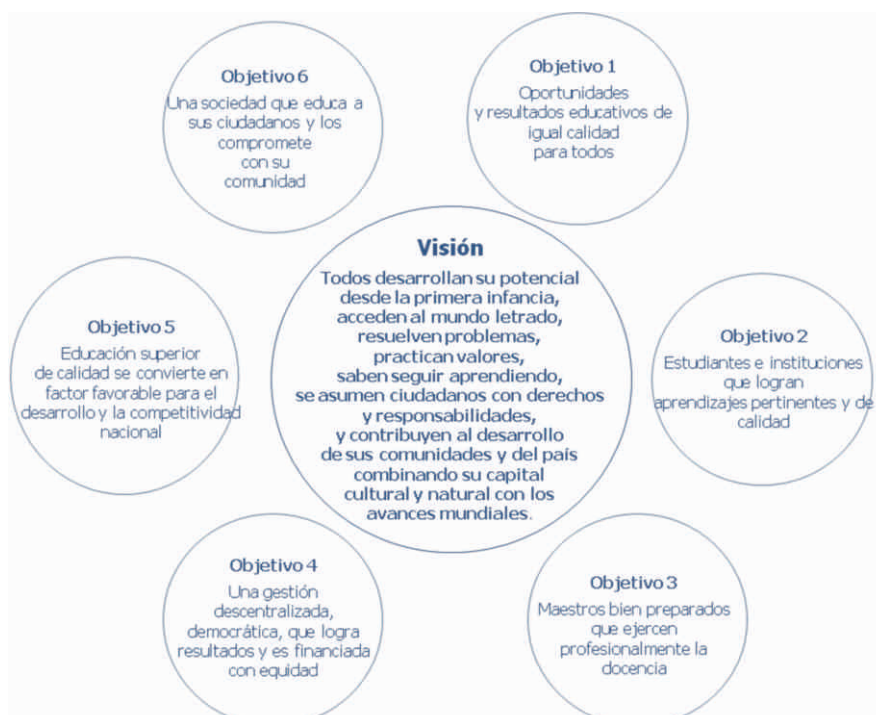 Objetivo 6
Una sociedad que educa a
sus ciudadanos y los
compromete
con su
comunidad
Objetivo 1
Oportunidades
y resultados educativos de
igual calidad
para todos
Visión
Todos desarrollan su potencial
desde la primera infancia,
acceden al mundo letrado,
resuelven problemas,
practican valores,
saben seguir aprendiendo,
se asumen ciudadanos con derechos
y responsabilidades,
y contribuyen al desarrollo
de sus comunidades y del país
combinando su capital
cultural y natural con los
avances mundiales.
Objetivo 5
Educación superior
de calidad se convierte en
factor favorable para el
desarrollo y la competitividad
nacional
Objetivo 2
Estudiantes e instituciones
que logran
aprendizajes pertinentes y de
calidad
Objetivo 4
Una gestión
descentralizada,
democrática, que logra
resultados y es financiada
con equidad
Objetivo 3
Maestros bien preparados
que ejercen
profesionalmente la
docencia